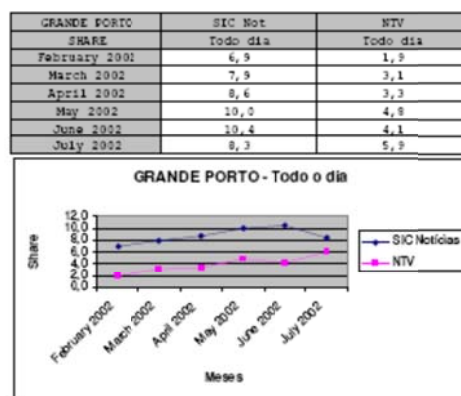 GRANDE PORTO SIC Not NTV
SHARE Todo dia Todo dia
February 2002 6,9 1,9
March 2002 7,9 3,1
April 2002 8,6 3,3
May 2002 10,0 4,8
June 2002 10,4 4,1
July 2002 8,3 5,9
GRANDE PORTO - Todo o dia
Share
12,0
10,0
8,0
6,0
4,0
2,0
0,0
SIC Notícias
NTV
February 2002
March 2002
April 2002
May 2002
June 2002
July 2002
Meses